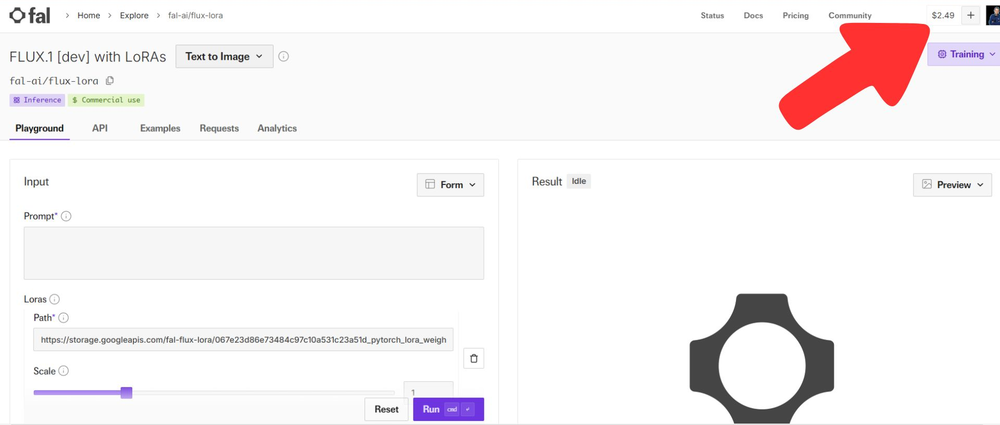 fal > Home > Explore > fal-ai/flux-lora Status Docs Pricing Community $2.49 +
FLUX.1 [dev] with LoRAs Text to Image Training
fal-ai/flux-lora
Inference $ Commercial use
Playground API Examples Requests Analytics
Input Form
Result Idle Preview
Prompt*
Loras
Path*
https://storage.googleapis.com/fal-flux-lora/067e23d86e73484c97c10a531c23a51d_pytorch_lora_weigh
Scale
1
Reset Run cmd ↵